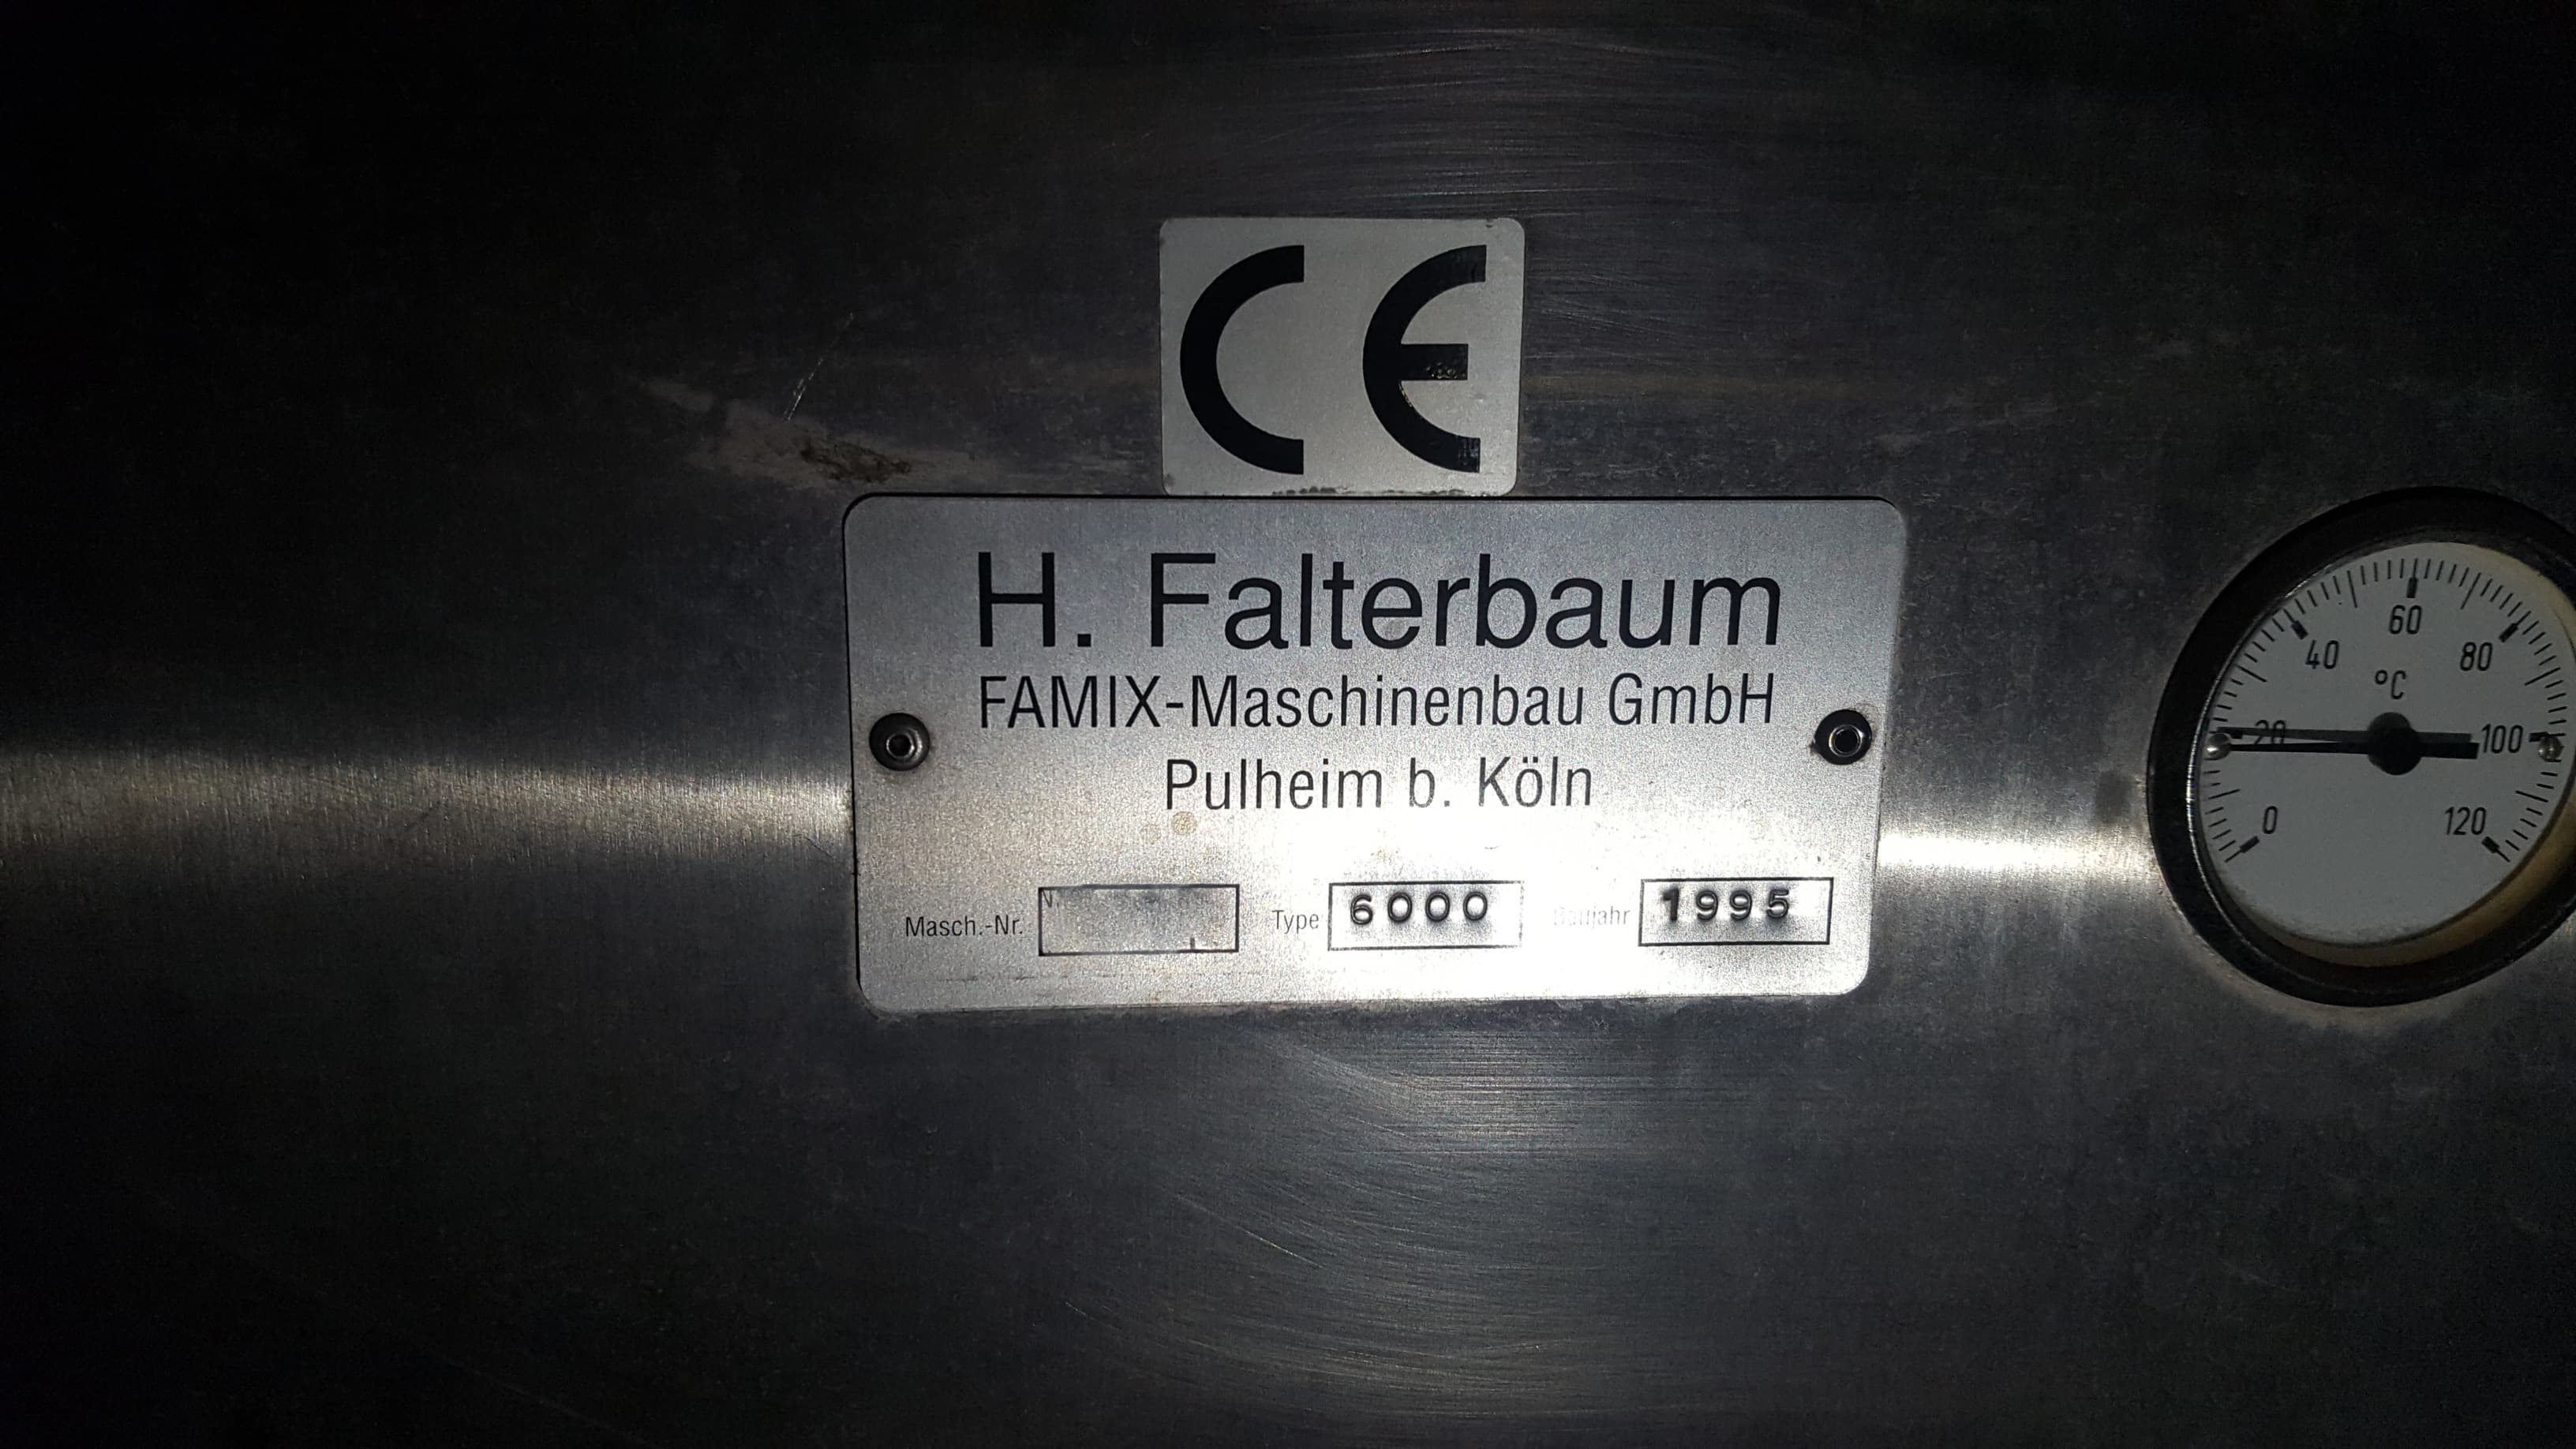 CE
H. Falterbaum
FAMIX-Maschinenbau GmbH
Pulheim b. Köln
Masch.-Nr. Type 6000 Baujahr 1995
60
40 80
°C
20 100
0 120